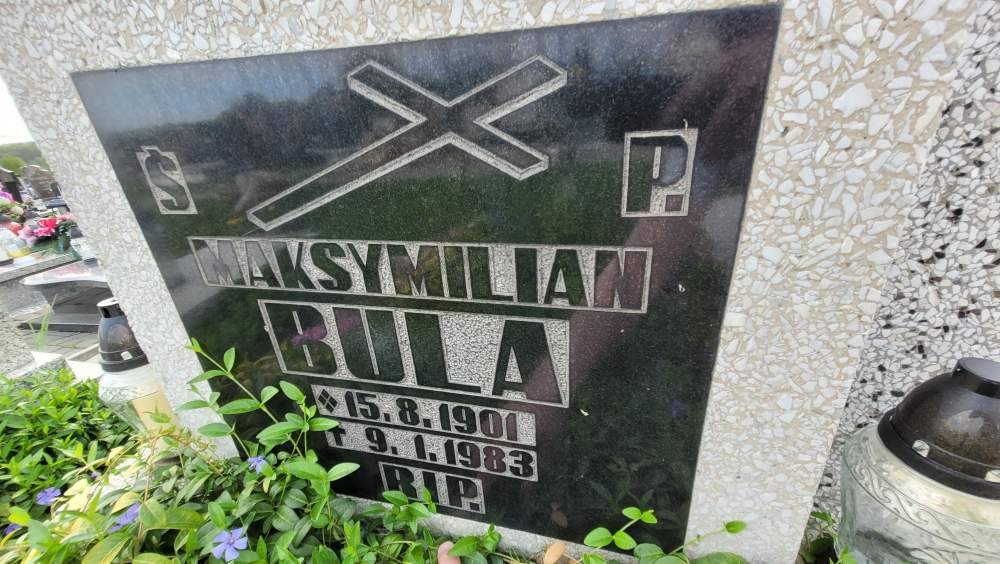 Ś. P.
MAKSYMILIAN
BULA
❖ 15.8.1901
† 9.1.1983
R.I.P.